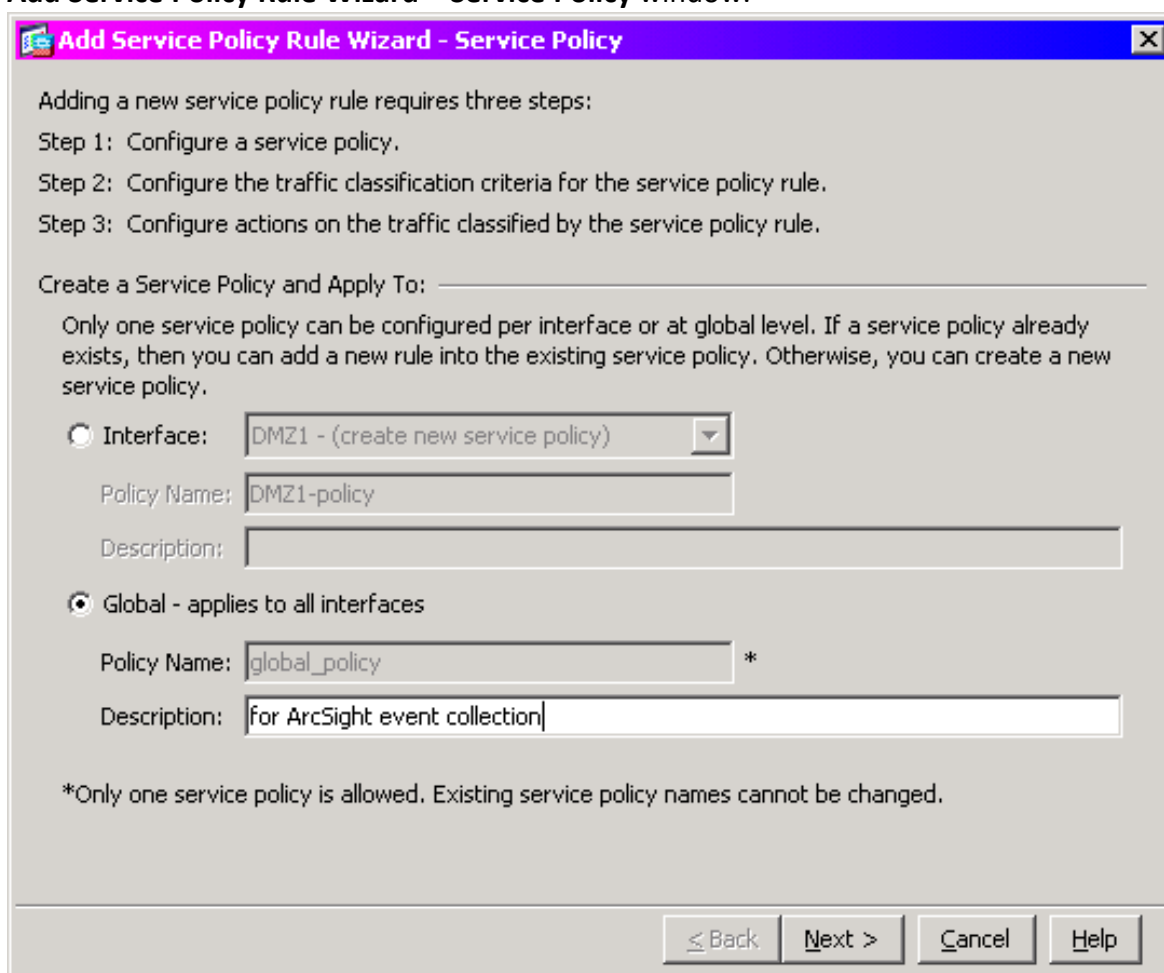 Add Service Policy Rule Wizard - Service Policy window
Add Service Policy Rule Wizard - Service Policy
Adding a new service policy rule requires three steps:
Step 1: Configure a service policy.
Step 2: Configure the traffic classification criteria for the service policy rule.
Step 3: Configure actions on the traffic classified by the service policy rule.
Create a Service Policy and Apply To:
Only one service policy can be configured per interface or at global level. If a service policy already
exists, then you can add a new rule into the existing service policy. Otherwise, you can create a new
service policy.
Interface: DMZ1 - (create new service policy)
Policy Name: DMZ1-policy
Description:
Global - applies to all interfaces
Policy Name: global_policy *
Description: for ArcSight event collection
*Only one service policy is allowed. Existing service policy names cannot be changed.
< Back Next > Cancel Help